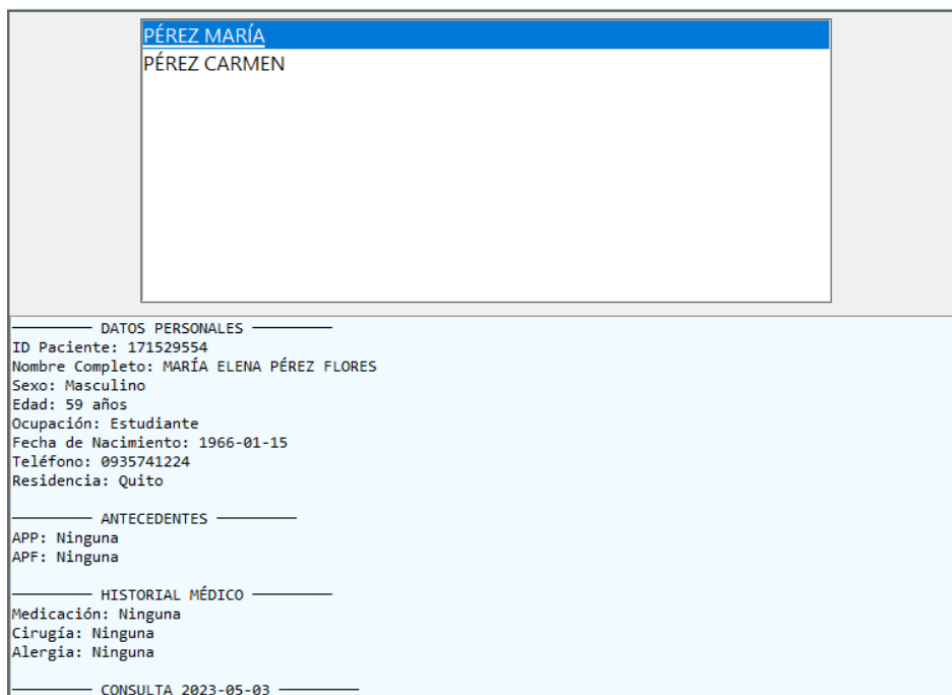 PÉREZ MARÍA
PÉREZ CARMEN
DATOS PERSONALES
ID Paciente: 171529554
Nombre Completo: MARÍA ELENA PÉREZ FLORES
Sexo: Masculino
Edad: 59 años
Ocupación: Estudiante
Fecha de Nacimiento: 1966-01-15
Teléfono: 0935741224
Residencia: Quito
ANTECEDENTES
APP: Ninguna
APF: Ninguna
HISTORIAL MÉDICO
Medicación: Ninguna
Cirugía: Ninguna
Alergia: Ninguna
CONSULTA 2023-05-03